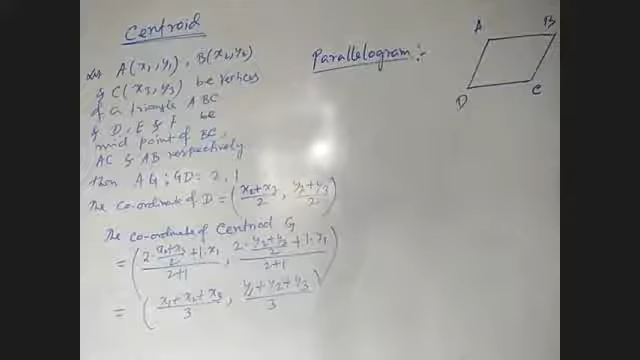 Centroid
Let A(x₁, y₁), B(x₂, y₂)
& C(x₃, y₃) be vertices
of a triangle ABC
& D, E & F be
mid point of BC,
AC & AB respectively
then AG : GD = 2 : 1
The co-ordinate of D = (x₂+x₃/2, y₂+y₃/2)
The co-ordinate of Centriod G
= (2·x₂+x₃/2 + 1·x₁/2+1, 2·y₂+y₃/2 + 1·y₁/2+1)
= (x₁+x₂+x₃/3, y₁+y₂+y₃/3)
Parallelogram :-
A
B
D
C